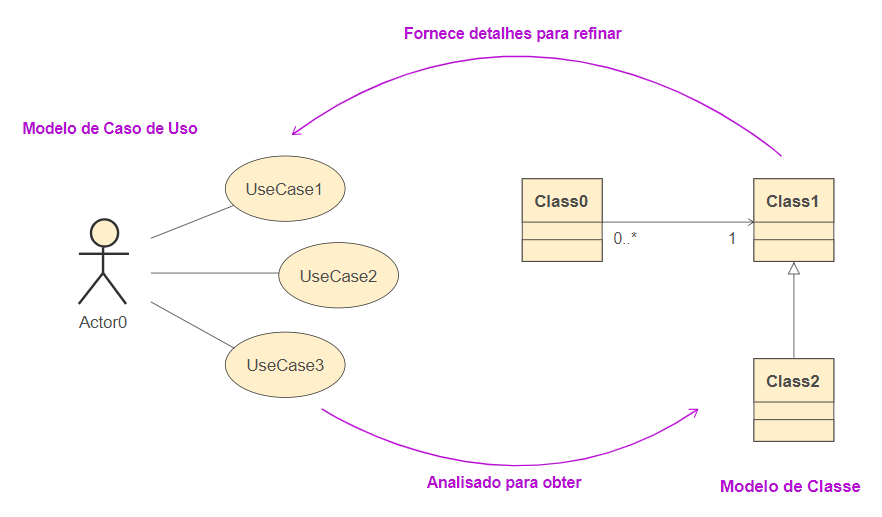 Fornece detalhes para refinar
Modelo de Caso de Uso
UseCase1
Class0
Class1
0..*
1
UseCase2
Actor0
UseCase3
Class2
Analisado para obter
Modelo de Classe